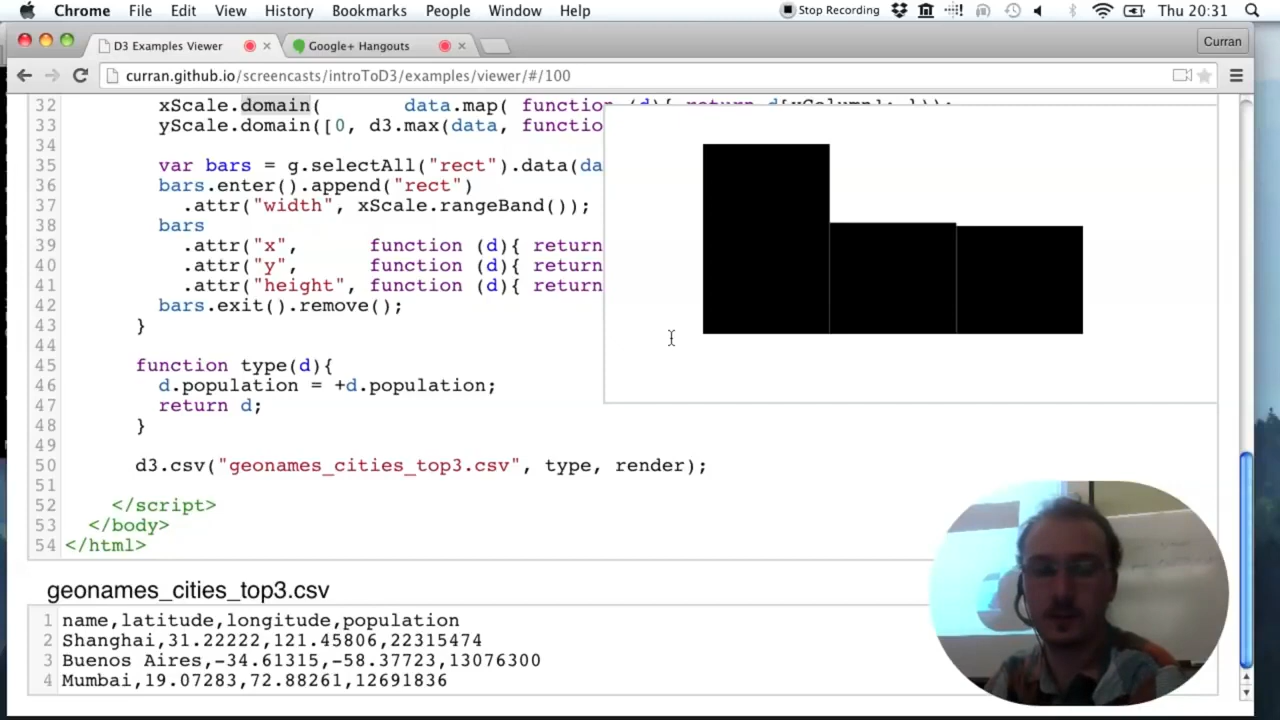 Chrome File Edit View History Bookmarks People Window Help Stop Recording Thu 20:31
D3 Examples Viewer Google+ Hangouts Curran
curran.github.io/screencasts/introToD3/examples/viewer/#/100
32 xScale.domain( data.map( function (d){ return d[xColumn]; }));
33 yScale.domain([0, d3.max(data, functio
34
35 var bars = g.selectAll("rect").data(da
36 bars.enter().append("rect")
37 .attr("width", xScale.rangeBand());
38 bars
39 .attr("x", function (d){ return
40 .attr("y", function (d){ return
41 .attr("height", function (d){ return
42 bars.exit().remove();
43 }
44
45 function type(d){
46 d.population = +d.population;
47 return d;
48 }
49
50 d3.csv("geonames_cities_top3.csv", type, render);
51
52 </script>
53 </body>
54 </html>
geonames_cities_top3.csv
1 name,latitude,longitude,population
2 Shanghai,31.22222,121.45806,22315474
3 Buenos Aires,-34.61315,-58.37723,13076300
4 Mumbai,19.07283,72.88261,12691836